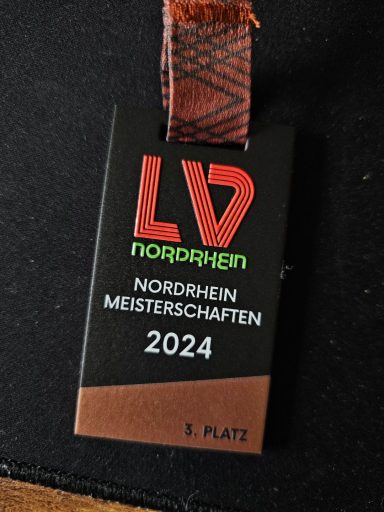 LV
NORDRHEIN
NORDRHEIN
MEISTERSCHAFTEN
2024
3. PLATZ